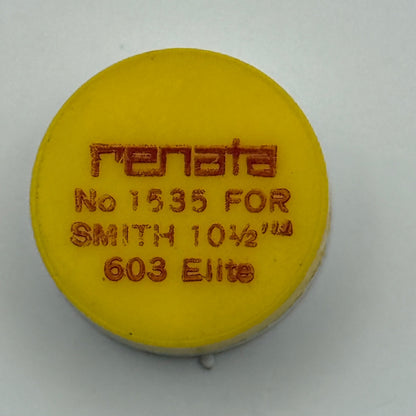 renata
No 1535 FOR
SMITH 10½'''
603 Elite